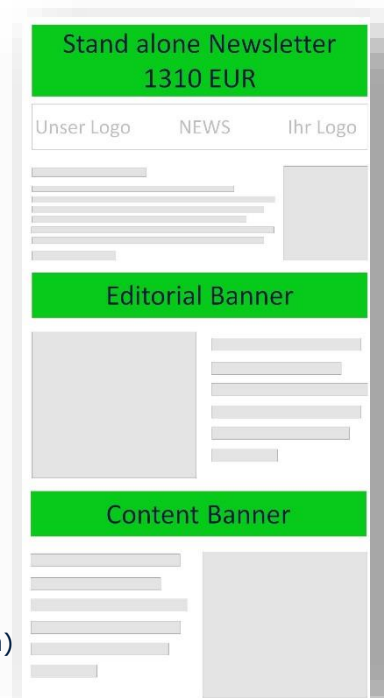 Stand alone Newsletter
1310 EUR
Unser Logo NEWS Ihr Logo
Editorial Banner
Content Banner